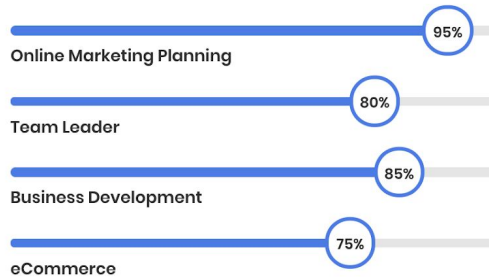 95%
Online Marketing Planning
80%
Team Leader
85%
Business Development
75%
eCommerce